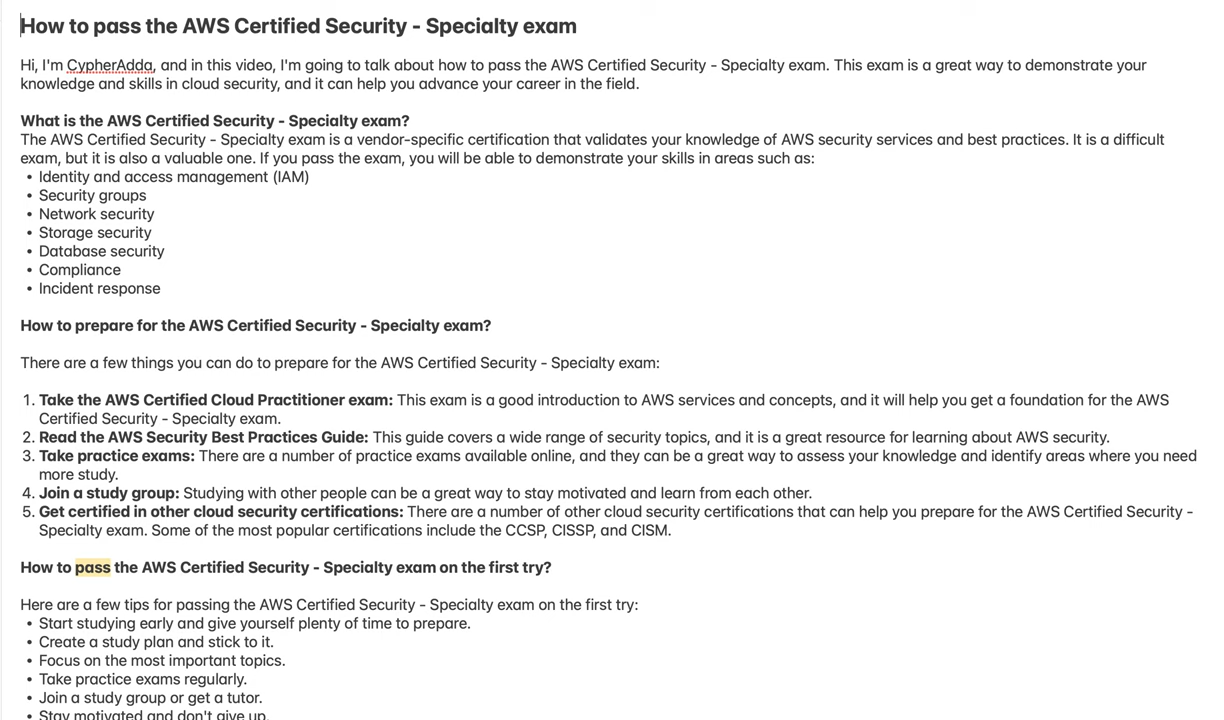 How to pass the AWS Certified Security - Specialty exam
Hi, I'm CypherAdda, and in this video, I'm going to talk about how to pass the AWS Certified Security - Specialty exam. This exam is a great way to demonstrate your
knowledge and skills in cloud security, and it can help you advance your career in the field.
What is the AWS Certified Security - Specialty exam?
The AWS Certified Security - Specialty exam is a vendor-specific certification that validates your knowledge of AWS security services and best practices. It is a difficult
exam, but it is also a valuable one. If you pass the exam, you will be able to demonstrate your skills in areas such as:
• Identity and access management (IAM)
• Security groups
• Network security
• Storage security
• Database security
• Compliance
• Incident response
How to prepare for the AWS Certified Security - Specialty exam?
There are a few things you can do to prepare for the AWS Certified Security - Specialty exam:
1. Take the AWS Certified Cloud Practitioner exam: This exam is a good introduction to AWS services and concepts, and it will help you get a foundation for the AWS
Certified Security - Specialty exam.
2. Read the AWS Security Best Practices Guide: This guide covers a wide range of security topics, and it is a great resource for learning about AWS security.
3. Take practice exams: There are a number of practice exams available online, and they can be a great way to assess your knowledge and identify areas where you need
more study.
4. Join a study group: Studying with other people can be a great way to stay motivated and learn from each other.
5. Get certified in other cloud security certifications: There are a number of other cloud security certifications that can help you prepare for the AWS Certified Security -
Specialty exam. Some of the most popular certifications include the CCSP, CISSP, and CISM.
How to pass the AWS Certified Security - Specialty exam on the first try?
Here are a few tips for passing the AWS Certified Security - Specialty exam on the first try:
• Start studying early and give yourself plenty of time to prepare.
• Create a study plan and stick to it.
• Focus on the most important topics.
• Take practice exams regularly.
• Join a study group or get a tutor.
• Stay motivated and don't give up.